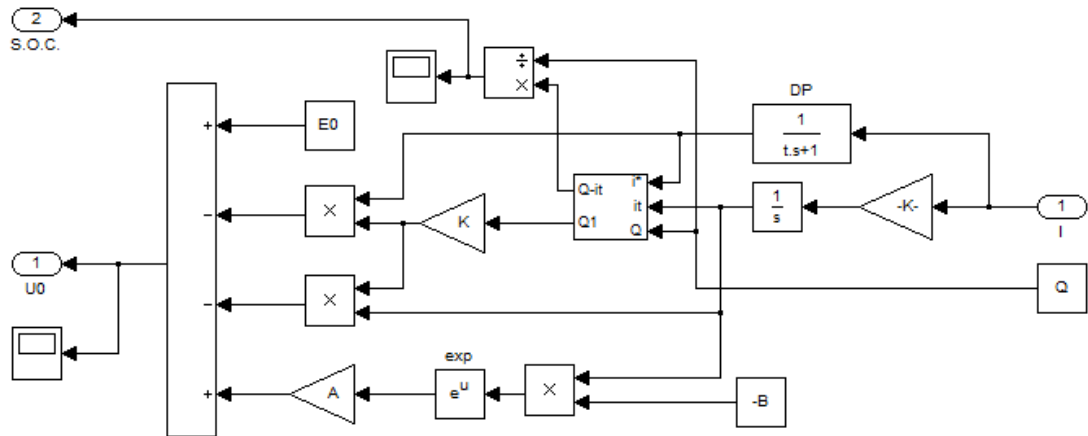 2
S.O.C.
÷
×
DP
1
t.s+1
+
E0
i*
Q-it
it
Q1
Q
1
s
-K-
1
I
−
×
K
1
U0
−
×
Q
exp
+
A
e^u
×
-B